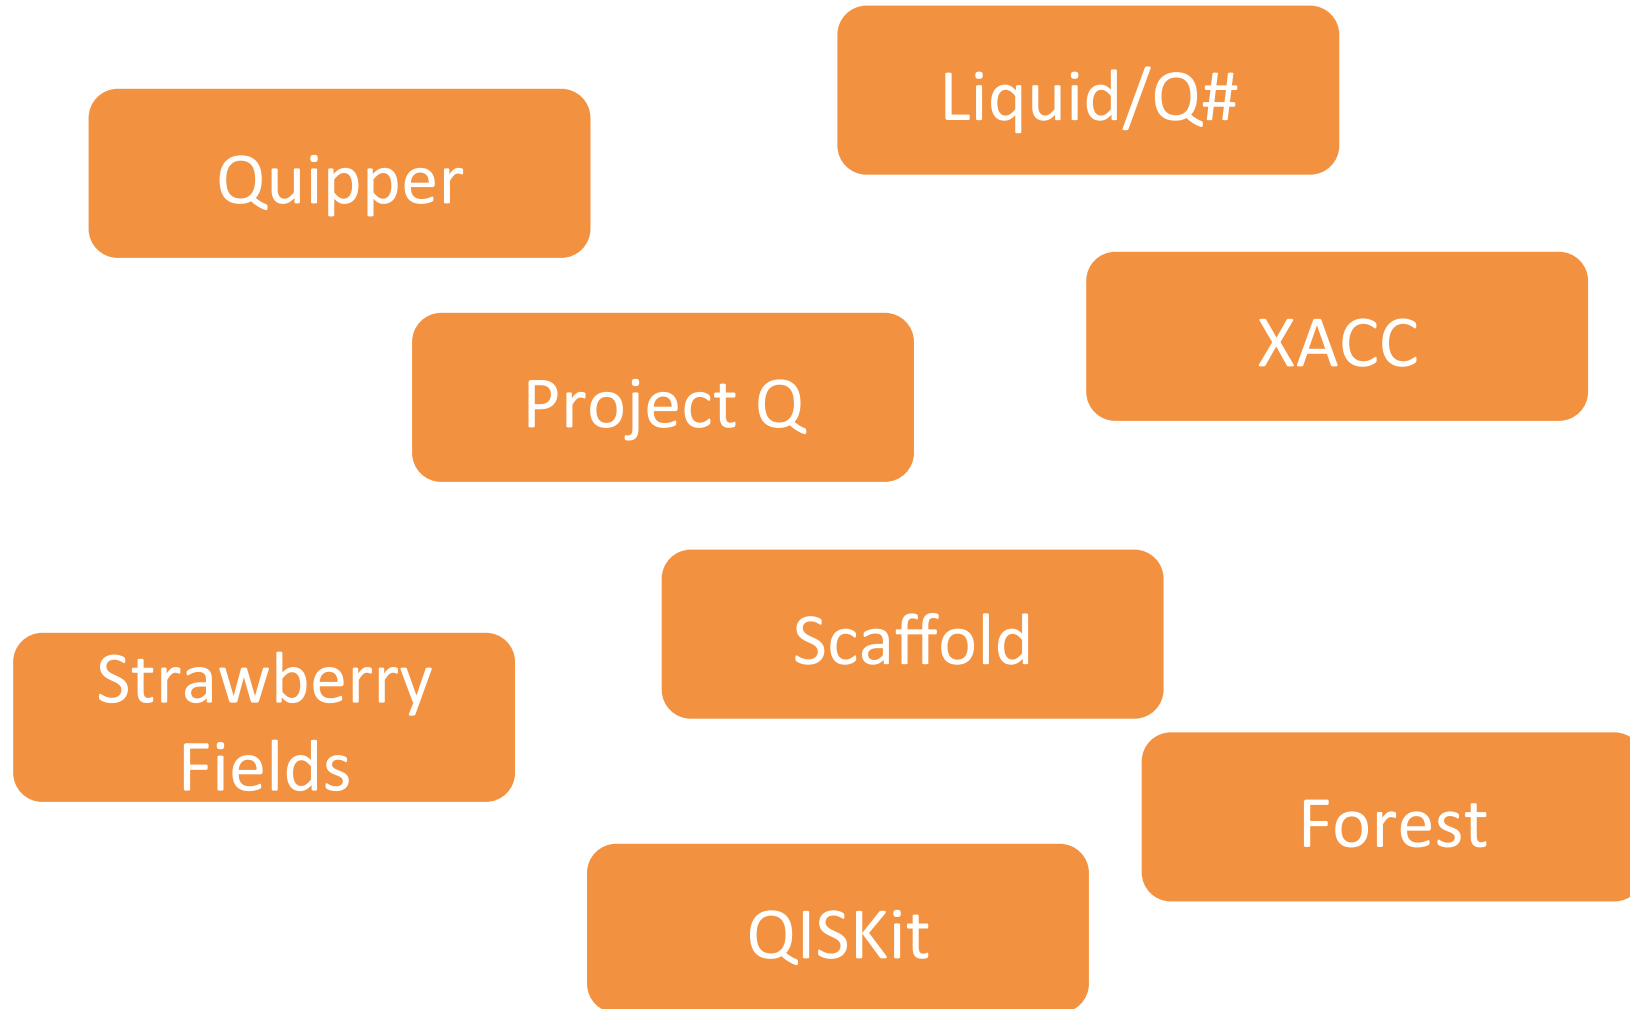 Liquid/Q#
Quipper
XACC
Project Q
Scaffold
Strawberry
Fields
Forest
QISKit